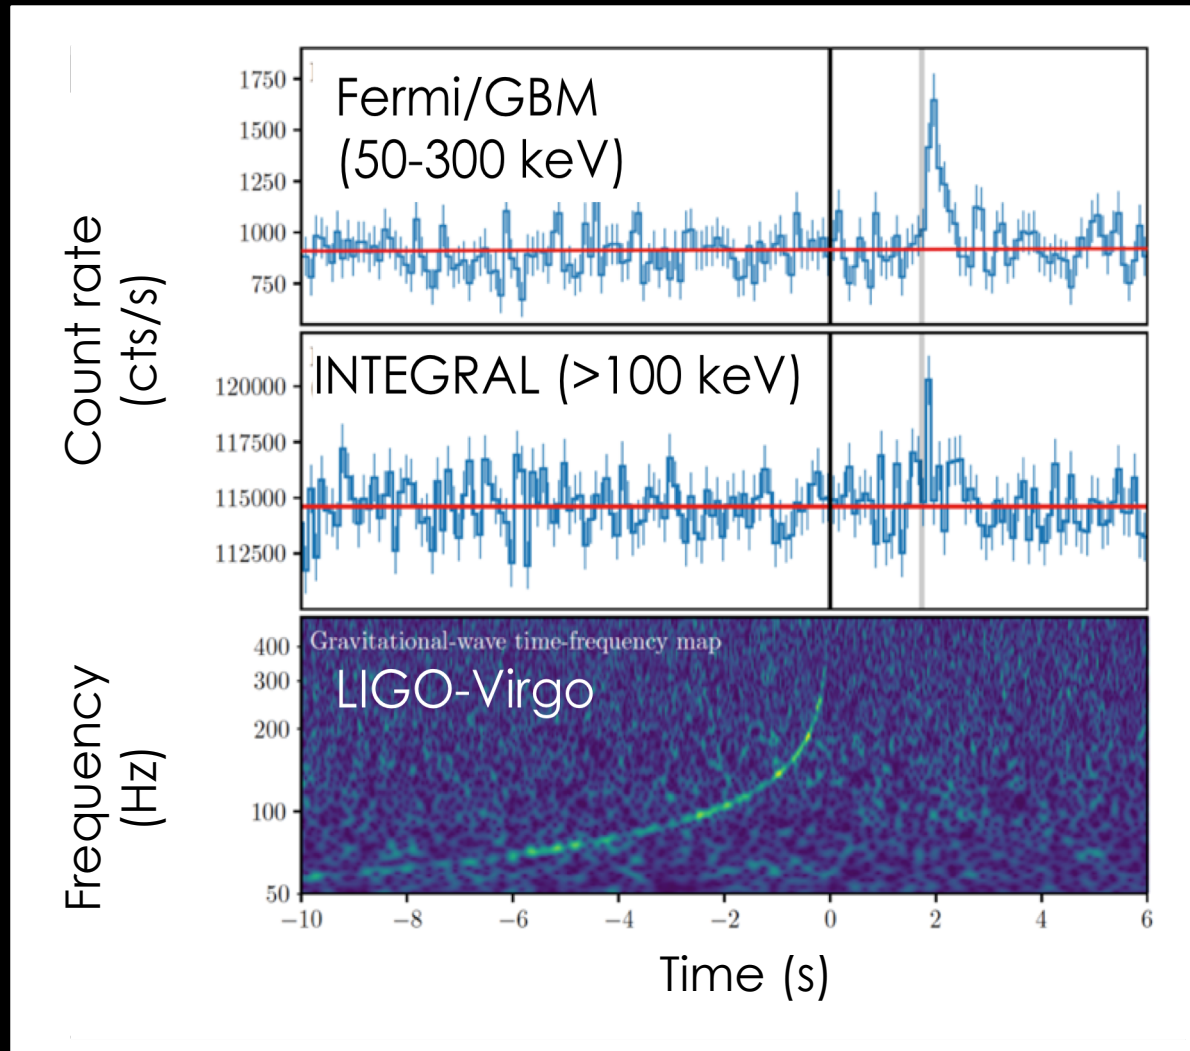 Fermi/GBM
(50-300 keV)
1750
1500
1250
1000
750
Count rate
(cts/s)
INTEGRAL (>100 keV)
120000
117500
115000
112500
Gravitational-wave time-frequency map
LIGO-Virgo
400
300
200
100
50
Frequency
(Hz)
−10 −8 −6 −4 −2 0 2 4 6
Time (s)